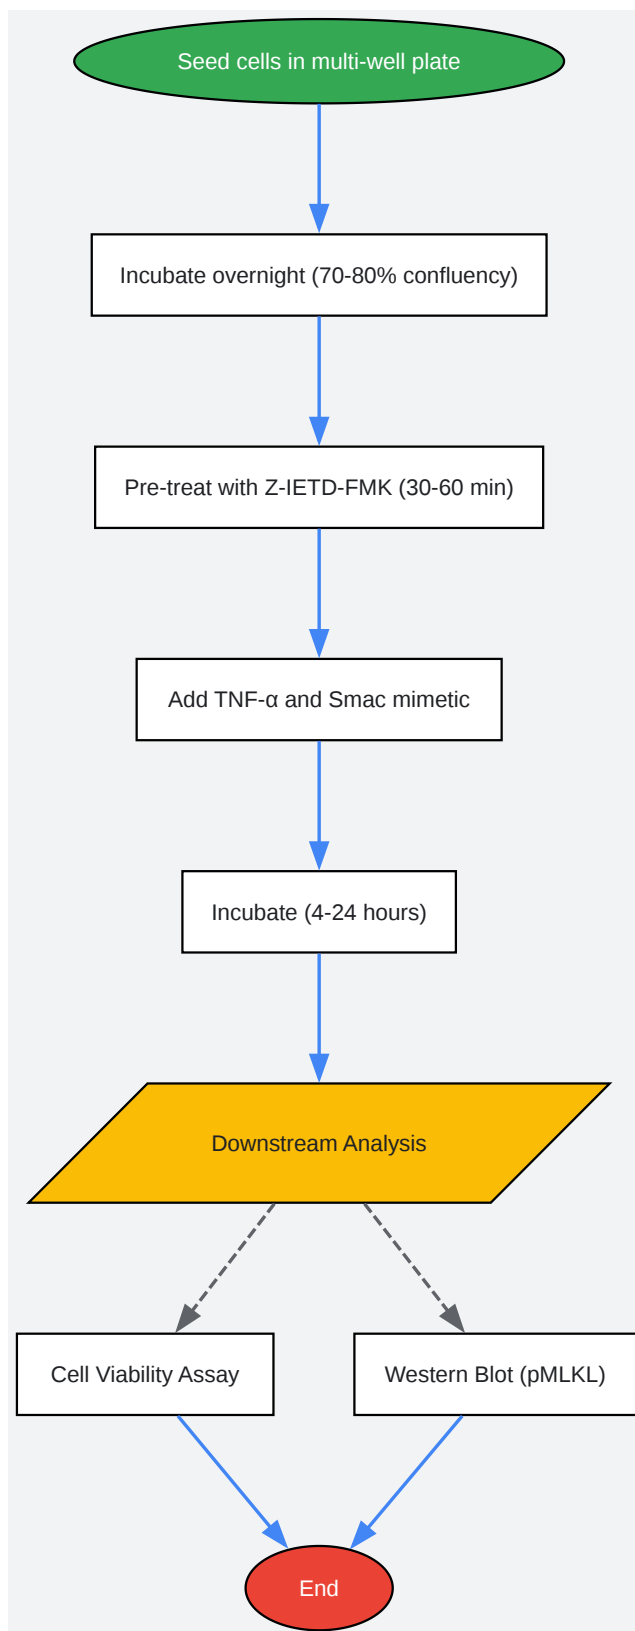 Seed cells in multi-well plate
Incubate overnight (70-80% confluency)
Pre-treat with Z-IETD-FMK (30-60 min)
Add TNF-α and Smac mimetic
Incubate (4-24 hours)
Downstream Analysis
Cell Viability Assay
Western Blot (pMLKL)
End